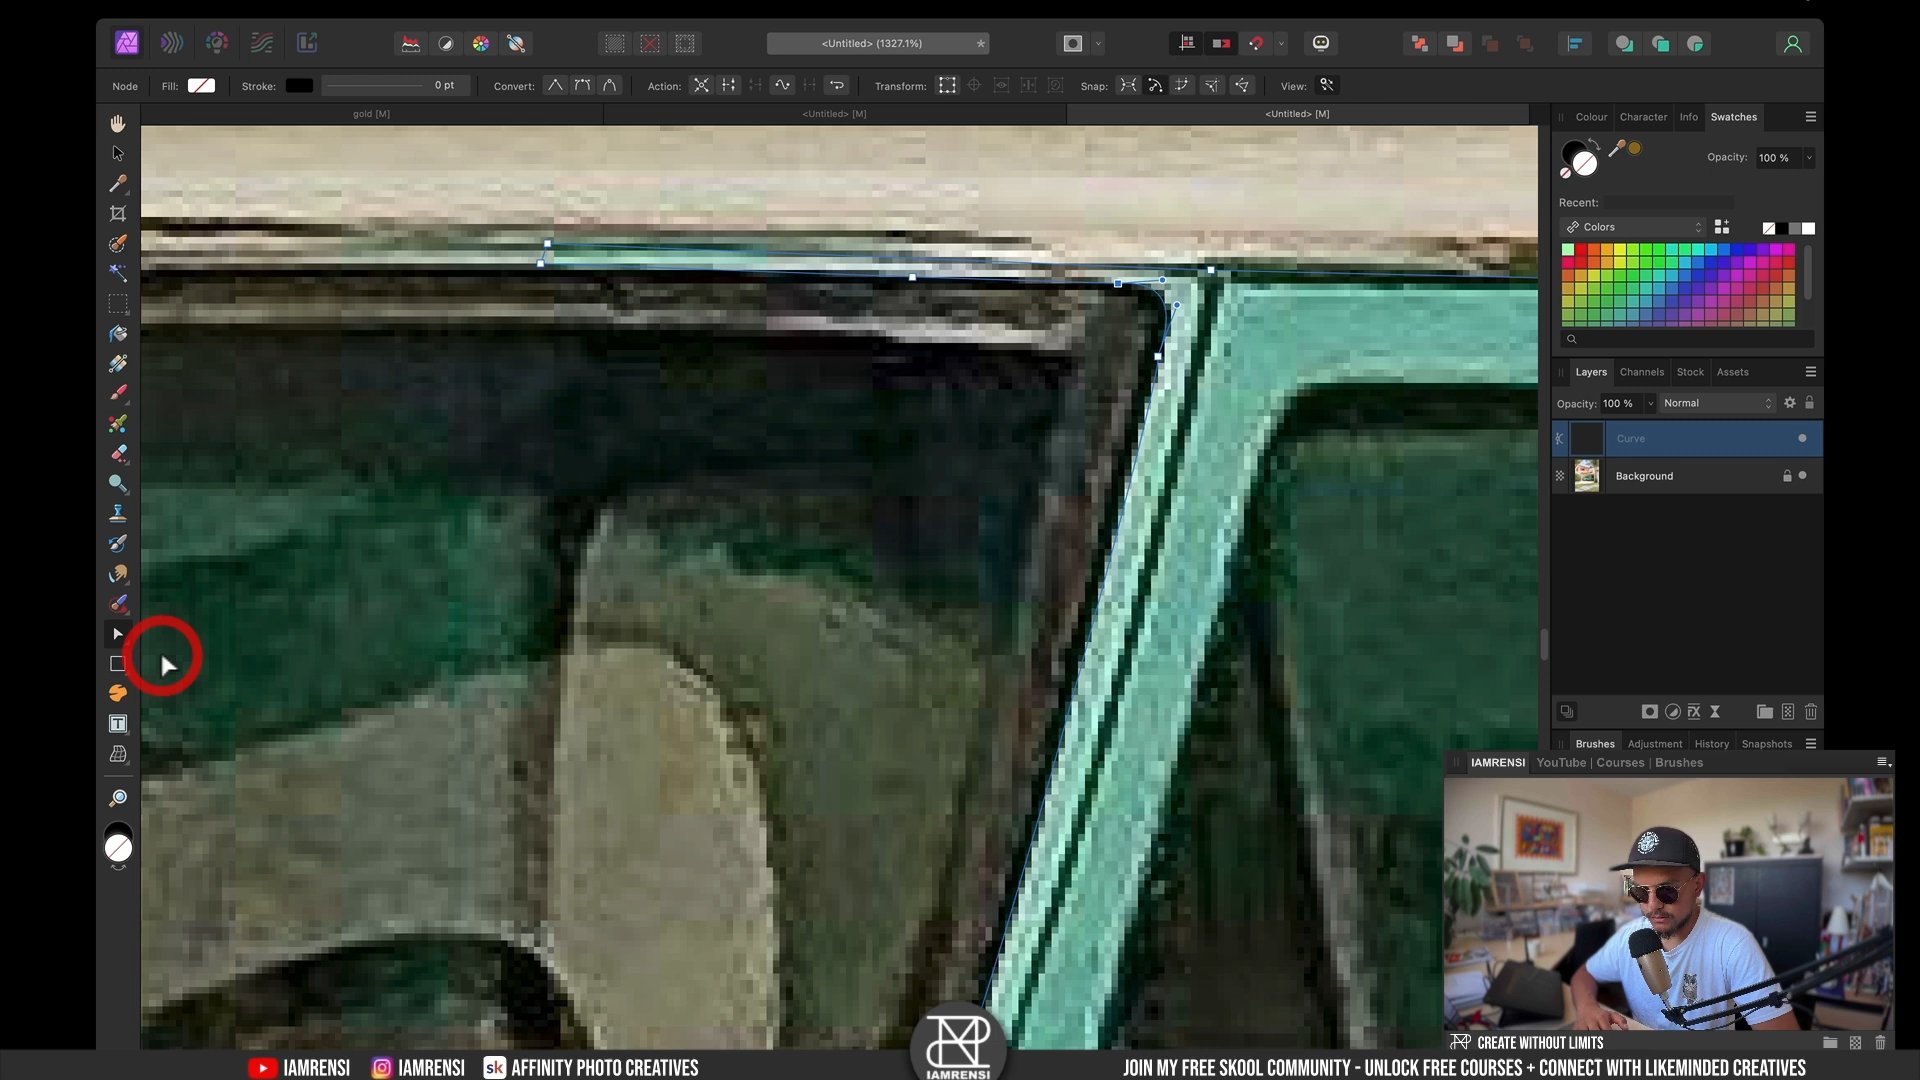 <Untitled> (1327.1%)
Node
Fill:
Stroke:
0 pt
Convert:
Action:
Transform:
Snap:
View:
gold [M]
<Untitled> [M]
<Untitled> [M]
Colour
Character
Info
Swatches
Opacity:
100 %
Recent:
Colors
Layers
Channels
Stock
Assets
Opacity:
100 %
Normal
Curve
Background
Brushes
Adjustment
History
Snapshots
IAMRENSI
YouTube | Courses | Brushes
CREATE WITHOUT LIMITS
IAMRENSI
IAMRENSI
sk
AFFINITY PHOTO CREATIVES
IAMRENSI
JOIN MY FREE SKOOL COMMUNITY - UNLOCK FREE COURSES + CONNECT WITH LIKEMINDED CREATIVES